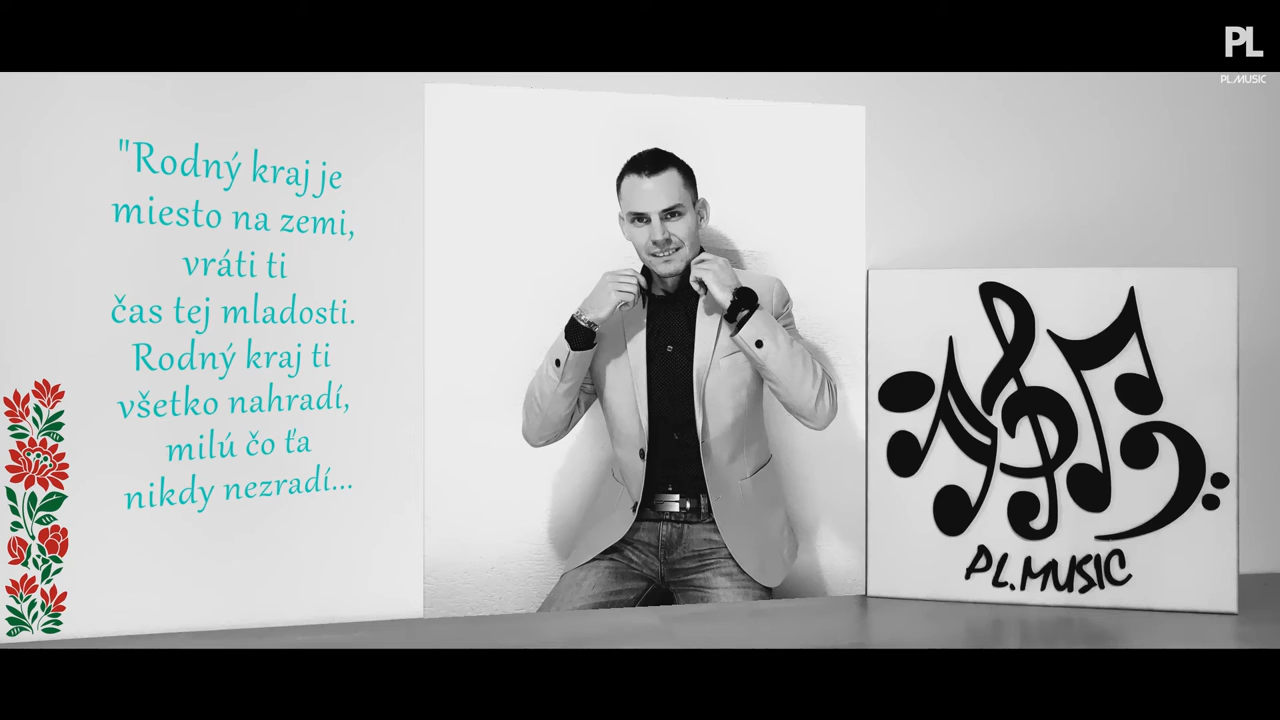 PL
PL.MUSIC
"Rodný kraj je
miesto na zemi,
vráti ti
čas tej mladosti.
Rodný kraj ti
všetko nahradí,
milú čo ťa
nikdy nezradí...
PL.MUSIC